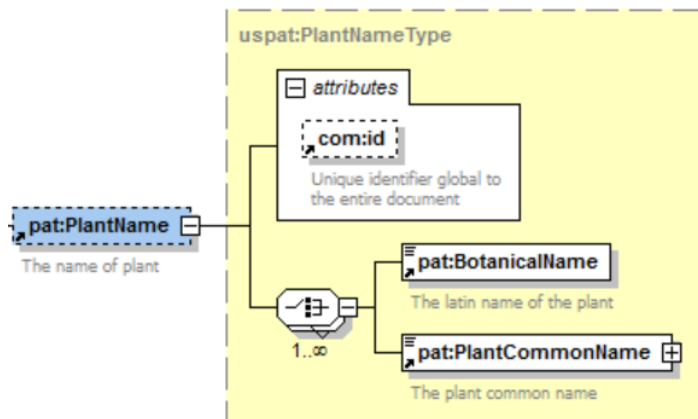 uspat:PlantNameType
attributes
com:id
Unique identifier global to
the entire document
pat:PlantName
The name of plant
pat:BotanicalName
The latin name of the plant
1..∞
pat:PlantCommonName
The plant common name